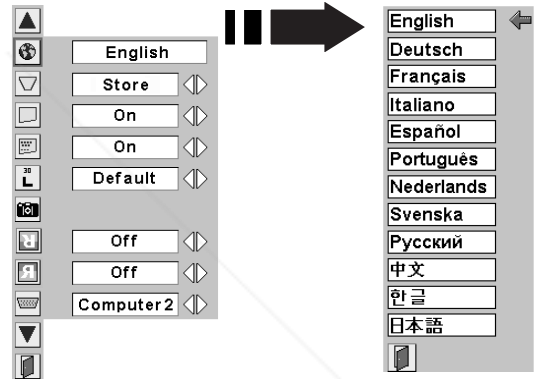 English
Store
On
On
Default
Off
Off
Computer2
30
L
R
Я
English
Deutsch
Français
Italiano
Español
Português
Nederlands
Svenska
Русский
中文
한글
日本語